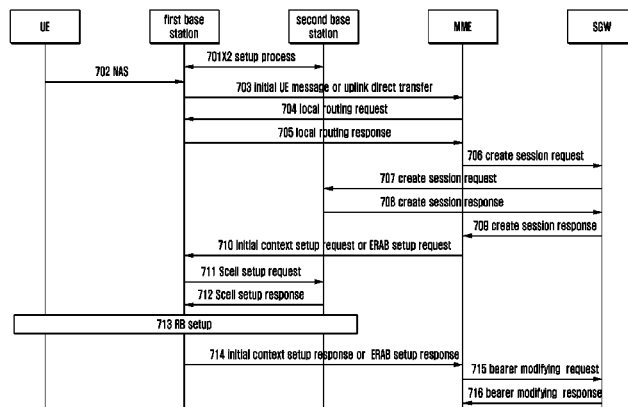 UE
first base
station
second base
station
MME
SGW
701X2 setup process
702 NAS
703 initial UE message or uplink direct transfer
704 local routing request
705 local routing response
706 create session request
707 create session request
708 create session response
709 create session response
710 initial context setup request or ERAB setup request
711 Scell setup request
712 Scell setup response
713 RB setup
714 initial context setup response or ERAB setup response
715 bearer modifying request
716 bearer modifying response